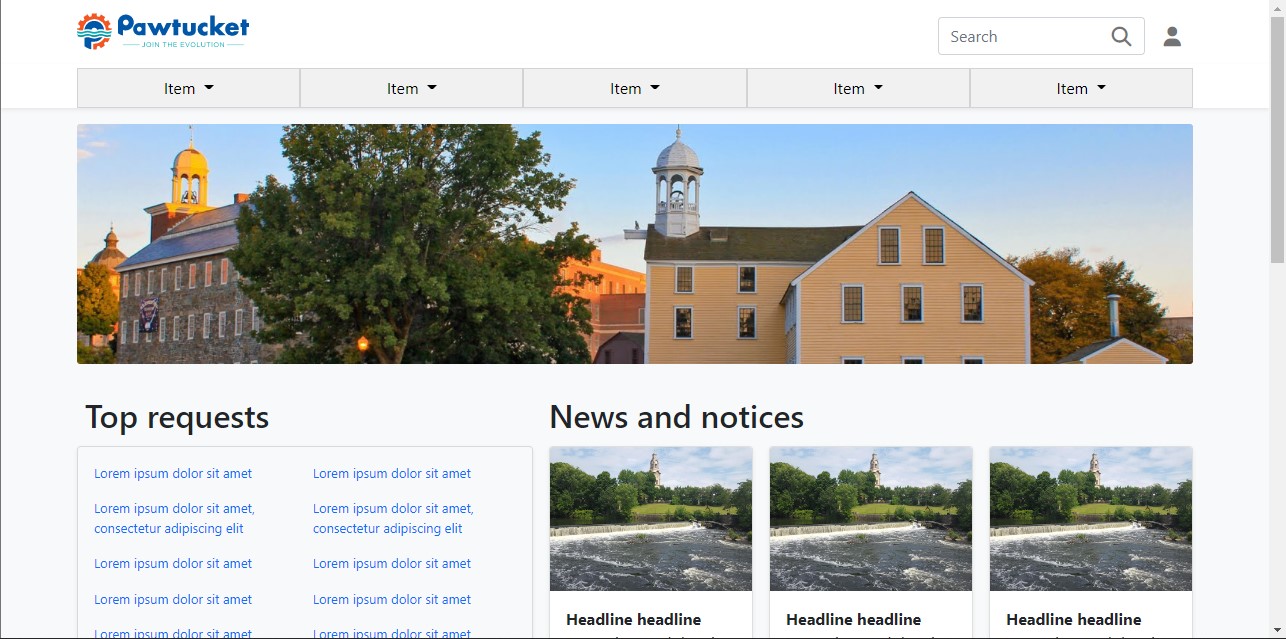 Pawtucket
JOIN THE EVOLUTION
Search
Item
Item
Item
Item
Item
Top requests
News and notices
Lorem ipsum dolor sit amet
Lorem ipsum dolor sit amet
Lorem ipsum dolor sit amet,
consectetur adipiscing elit
Lorem ipsum dolor sit amet,
consectetur adipiscing elit
Lorem ipsum dolor sit amet
Lorem ipsum dolor sit amet
Lorem ipsum dolor sit amet
Lorem ipsum dolor sit amet
Lorem ipsum dolor sit amet
Lorem ipsum dolor sit amet
Headline headline
Headline headline
Headline headline